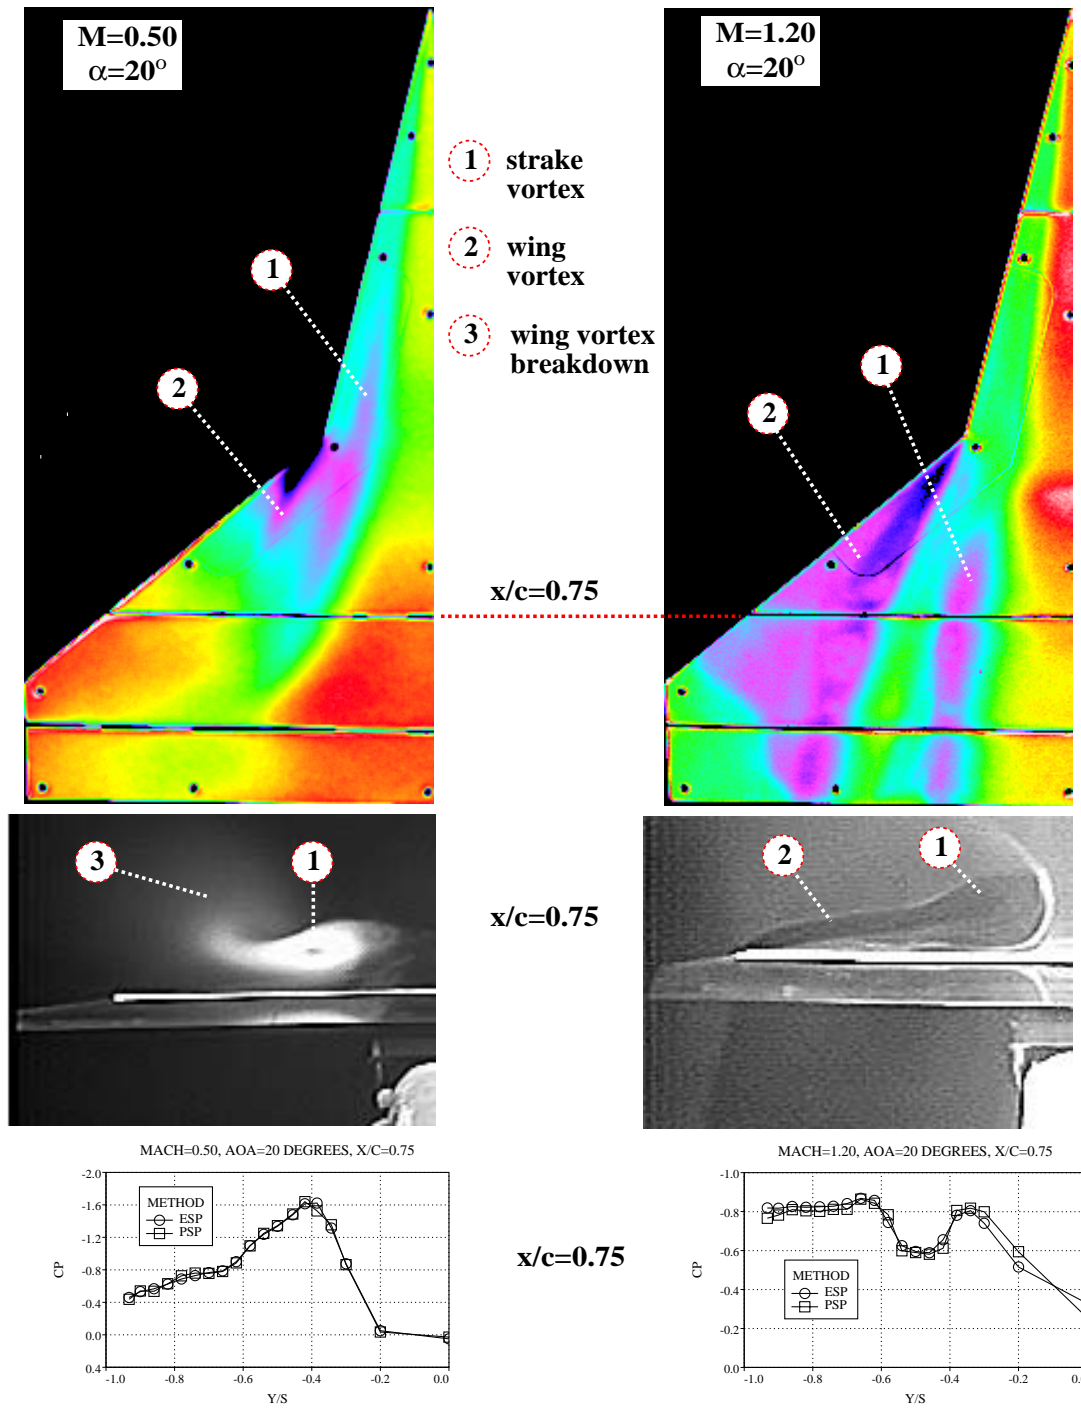 M=0.50
α=20°
M=1.20
α=20°
1 strake
vortex
2 wing
vortex
3 wing vortex
breakdown
1
2
1
2
x/c=0.75
3
1
x/c=0.75
2
1
MACH=0.50, AOA=20 DEGREES, X/C=0.75
-2.0
-1.6
-1.2
-0.8
-0.4
0.0
0.4
CP
METHOD
ESP
PSP
-1.0 -0.8 -0.6 -0.4 -0.2 0.0
Y/S
x/c=0.75
MACH=1.20, AOA=20 DEGREES, X/C=0.75
-1.0
-0.8
-0.6
-0.4
-0.2
0.0
CP
METHOD
ESP
PSP
-1.0 -0.8 -0.6 -0.4 -0.2 0.0
Y/S